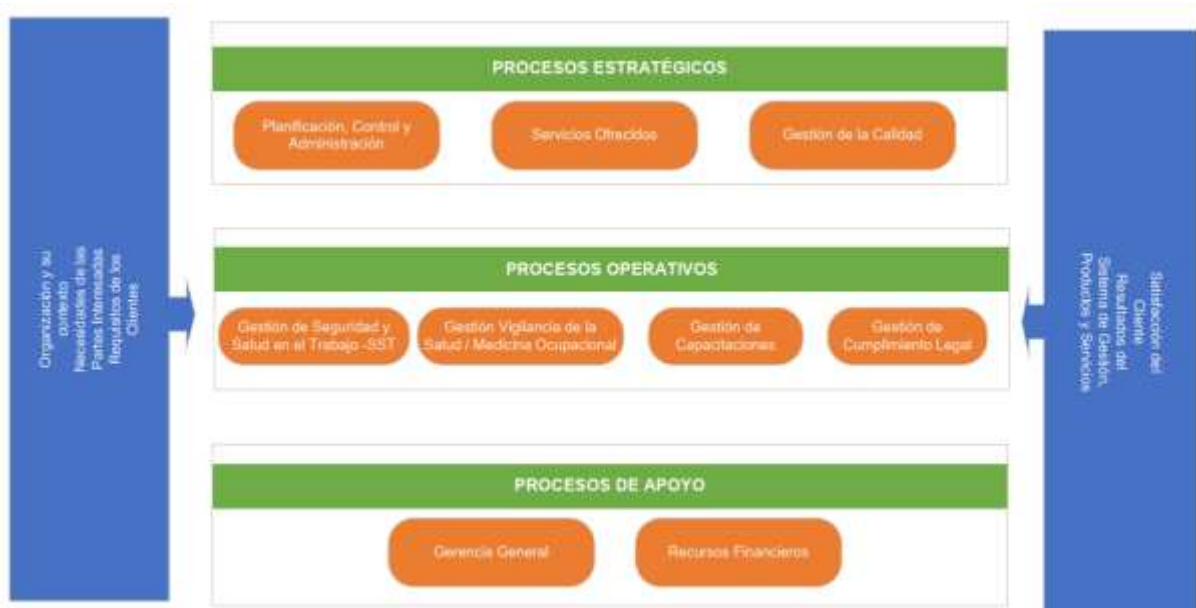 Organización y su
contexto
Necesidades de las
Partes Interesadas
Requisitos de los
Clientes
PROCESOS ESTRATÉGICOS
Planificación, Control y
Administración
Servicios Ofrecidos
Gestión de la Calidad
PROCESOS OPERATIVOS
Gestión de Seguridad y
Salud en el Trabajo -SST
Gestión Vigilancia de la
Salud / Medicina Ocupacional
Gestión de
Capacitaciones
Gestión de
Cumplimiento Legal
PROCESOS DE APOYO
Gerencia General
Recursos Financieros
Satisfacción del
Cliente
Resultados del
Sistema de Gestión,
Productos y Servicios